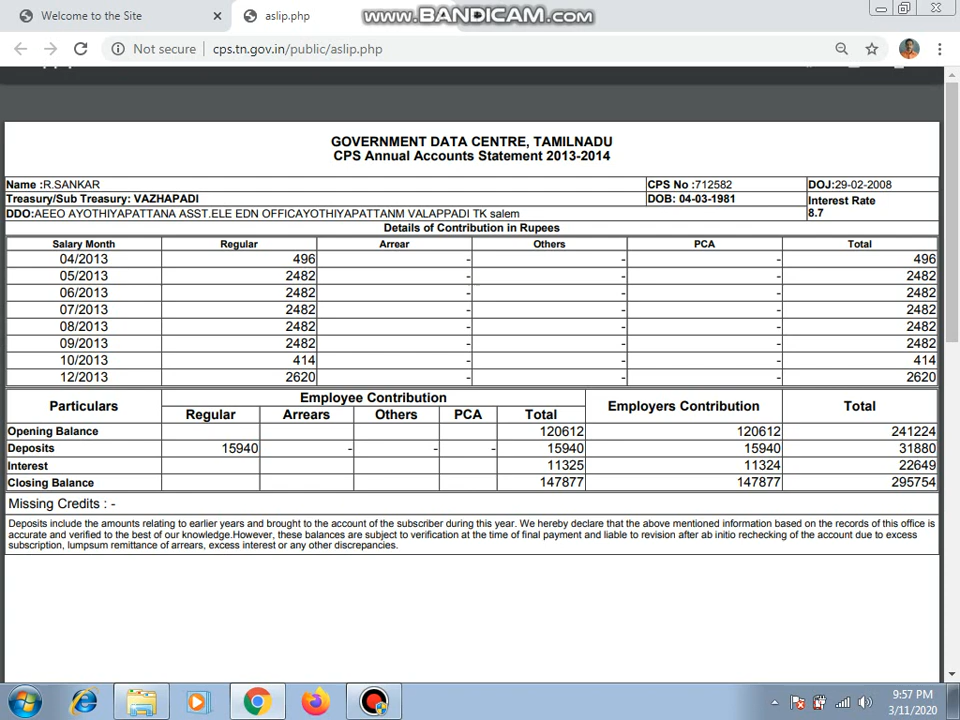 Welcome to the Site
aslip.php
WWW.BANDICAM.COM
Not secure | cps.tn.gov.in/public/aslip.php
GOVERNMENT DATA CENTRE, TAMILNADU
CPS Annual Accounts Statement 2013-2014
Name :R.SANKAR CPS No :712582 DOJ:29-02-2008
Treasury/Sub Treasury: VAZHAPADI DOB: 04-03-1981 Interest Rate
DDO:AEEO AYOTHIYAPATTANA ASST.ELE EDN OFFICAYOTHIYAPATTANM VALAPPADI TK salem 8.7
Details of Contribution in Rupees
Salary Month Regular Arrear Others PCA Total
04/2013 496 - - - 496
05/2013 2482 - - - 2482
06/2013 2482 - - - 2482
07/2013 2482 - - - 2482
08/2013 2482 - - - 2482
09/2013 2482 - - - 2482
10/2013 414 - - - 414
12/2013 2620 - - - 2620
Particulars Employee Contribution Employers Contribution Total
Regular Arrears Others PCA Total
Opening Balance 120612 120612 241224
Deposits 15940 - - - 15940 15940 31880
Interest 11325 11324 22649
Closing Balance 147877 147877 295754
Missing Credits : -
Deposits include the amounts relating to earlier years and brought to the account of the subscriber during this year. We hereby declare that the above mentioned information based on the records of this office is
accurate and verified to the best of our knowledge.However, these balances are subject to verification at the time of final payment and liable to revision after ab initio rechecking of the account due to excess
subscription, lumpsum remittance of arrears, excess interest or any other discrepancies.
9:57 PM
3/11/2020